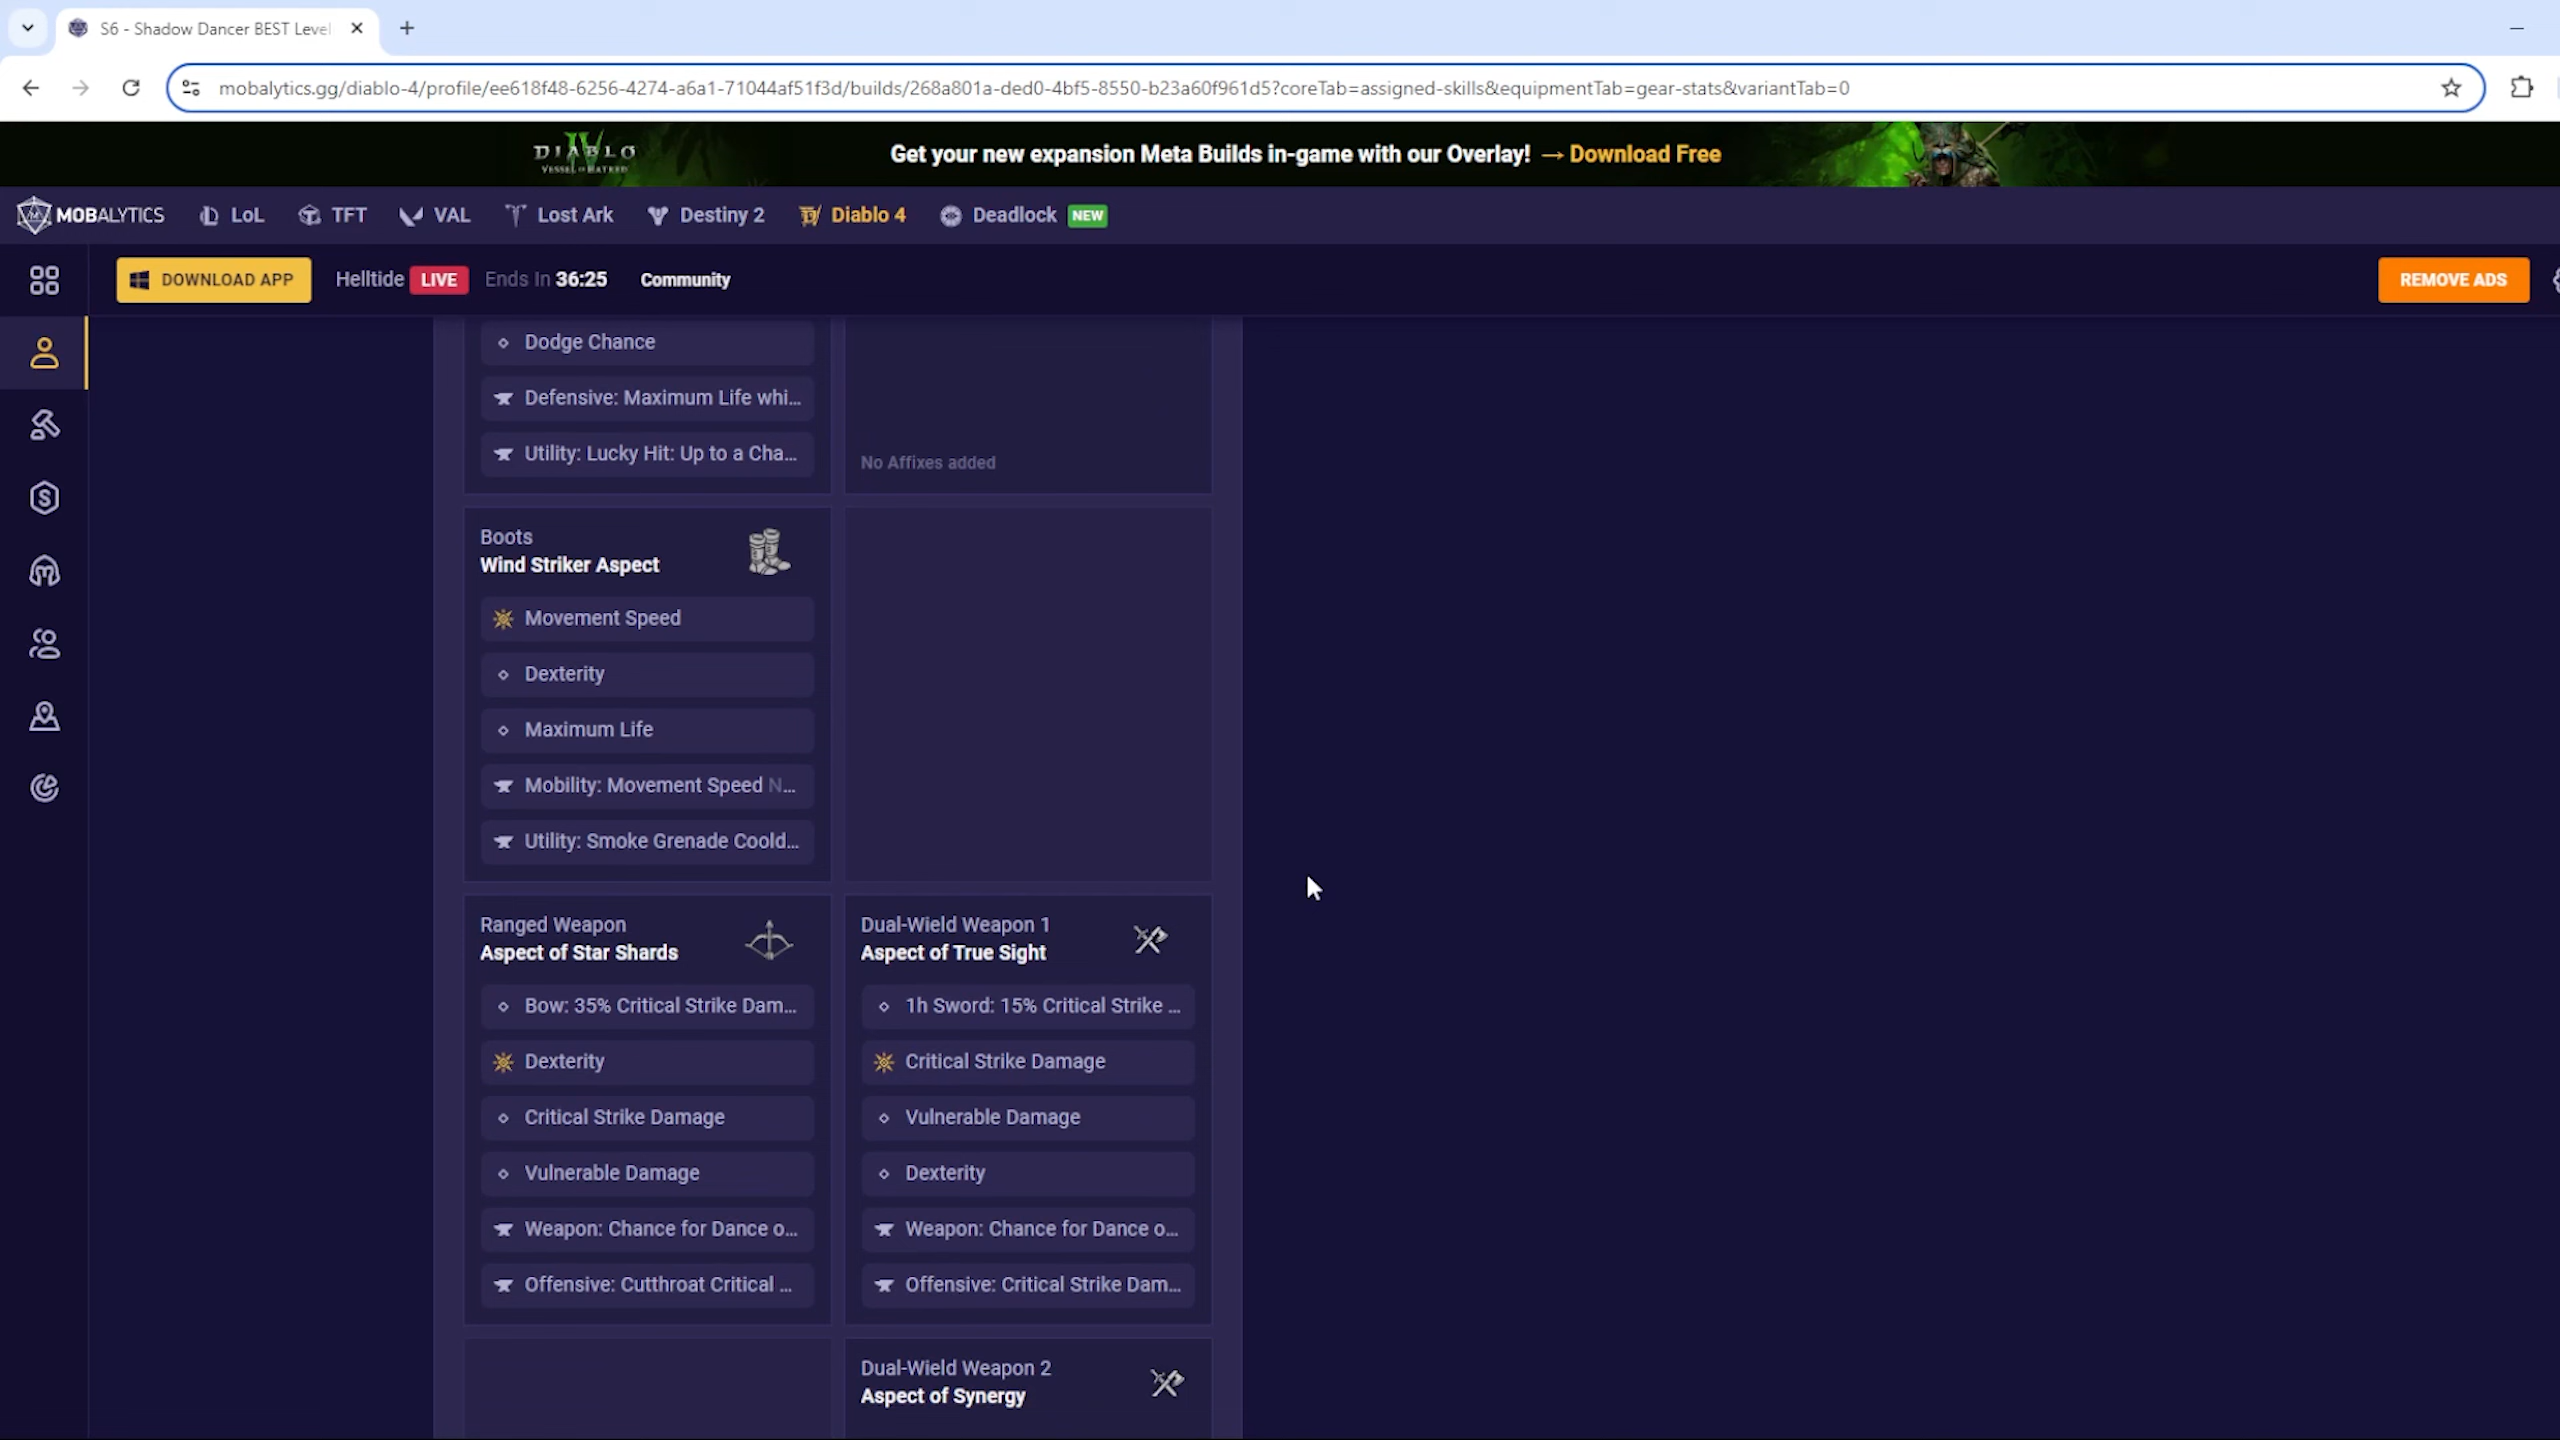 S6 - Shadow Dancer BEST Level
mobalytics.gg/diablo-4/profile/ee618f48-6256-4274-a6a1-71044af51f3d/builds/268a801a-ded0-4bf5-8550-b23a60f961d5?coreTab=assigned-skills&equipmentTab=gear-stats&variantTab=0
DIABLO
VESSEL OF HATRED
Get your new expansion Meta Builds in-game with our Overlay! → Download Free
MOBALYTICS LoL TFT VAL Lost Ark Destiny 2 Diablo 4 Deadlock NEW
DOWNLOAD APP Helltide LIVE Ends In 36:25 Community REMOVE ADS
Dodge Chance
Defensive: Maximum Life whi...
Utility: Lucky Hit: Up to a Cha...
No Affixes added
Boots
Wind Striker Aspect
Movement Speed
Dexterity
Maximum Life
Mobility: Movement Speed N...
Utility: Smoke Grenade Coold...
Ranged Weapon
Aspect of Star Shards
Bow: 35% Critical Strike Dam...
Dexterity
Critical Strike Damage
Vulnerable Damage
Weapon: Chance for Dance o...
Offensive: Cutthroat Critical ...
Dual-Wield Weapon 1
Aspect of True Sight
1h Sword: 15% Critical Strike ...
Critical Strike Damage
Vulnerable Damage
Dexterity
Weapon: Chance for Dance o...
Offensive: Critical Strike Dam...
Dual-Wield Weapon 2
Aspect of Synergy